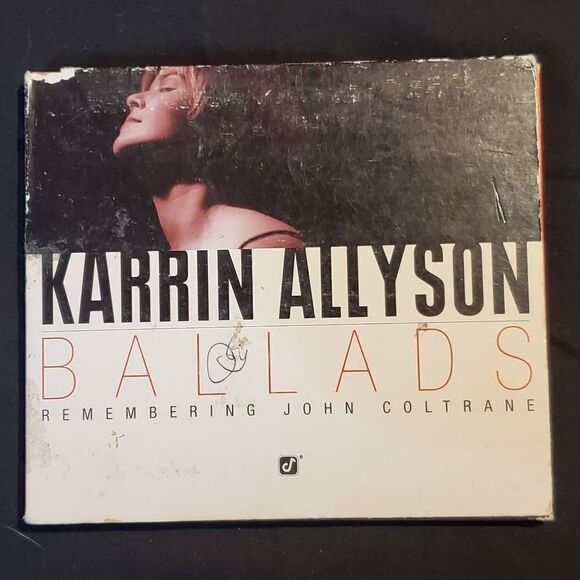 KARRIN ALLYSON
BALLADS
REMEMBERING JOHN COLTRANE